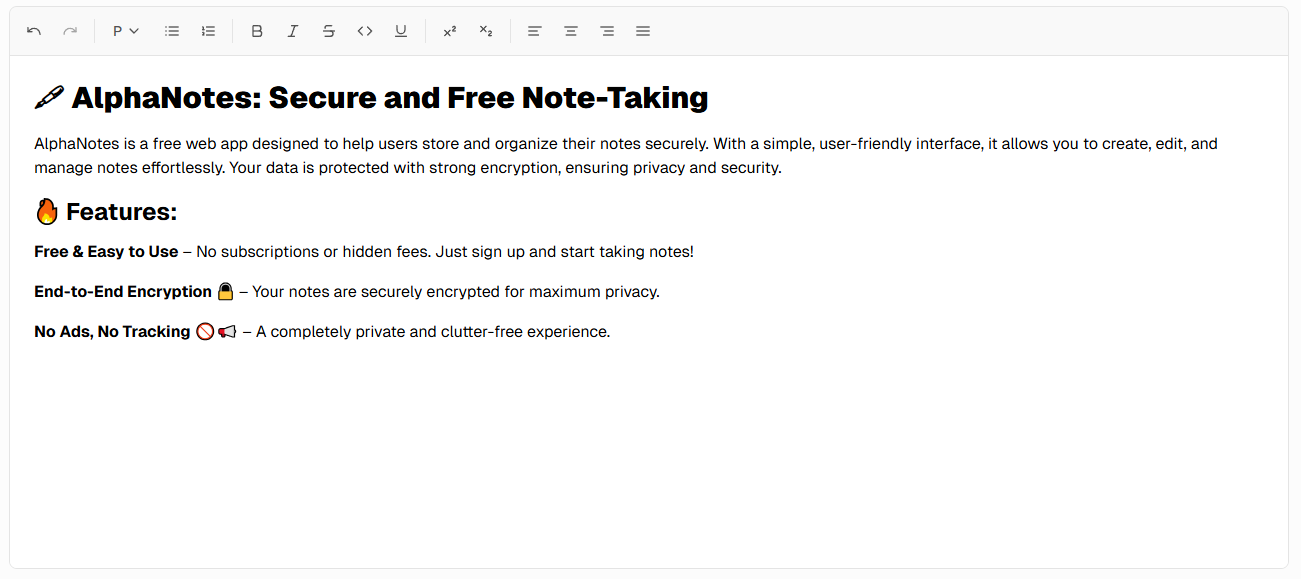 P
B I S <> U x² x₂
🖋 AlphaNotes: Secure and Free Note-Taking
AlphaNotes is a free web app designed to help users store and organize their notes securely. With a simple, user-friendly interface, it allows you to create, edit, and
manage notes effortlessly. Your data is protected with strong encryption, ensuring privacy and security.
🔥 Features:
Free & Easy to Use – No subscriptions or hidden fees. Just sign up and start taking notes!
End-to-End Encryption 🔒 – Your notes are securely encrypted for maximum privacy.
No Ads, No Tracking 🚫📢 – A completely private and clutter-free experience.